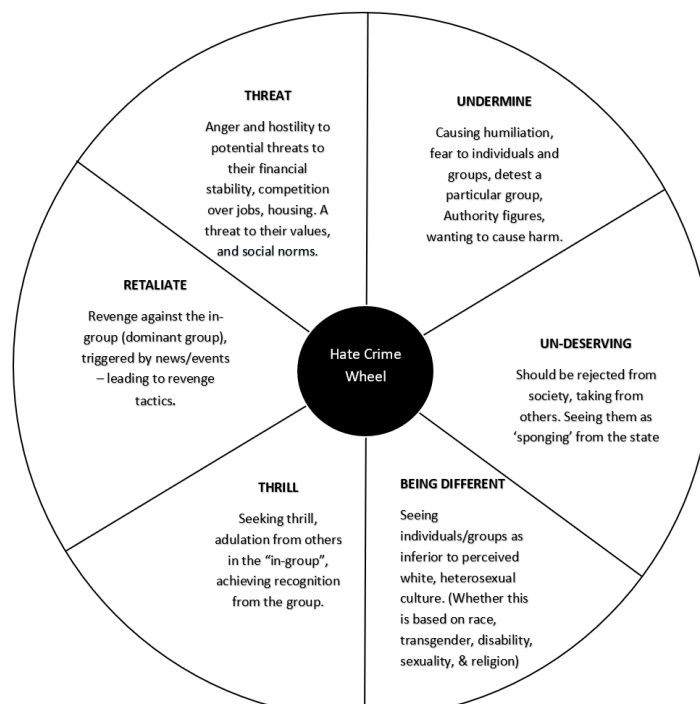 THREAT
Anger and hostility to
potential threats to
their financial
stability, competition
over jobs, housing. A
threat to their values,
and social norms.
UNDERMINE
Causing humiliation,
fear to individuals and
groups, detest a
particular group,
Authority figures,
wanting to cause harm.
RETALIATE
Revenge against the in-
group (dominant group),
triggered by news/events
– leading to revenge
tactics.
Hate Crime
Wheel
UN-DESERVING
Should be rejected from
society, taking from
others. Seeing them as
‘sponging’ from the state
THRILL
Seeking thrill,
adulation from others
in the “in-group”,
achieving recognition
from the group.
BEING DIFFERENT
Seeing
individuals/groups as
inferior to perceived
white, heterosexual
culture. (Whether this
is based on race,
transgender, disability,
sexuality, & religion)